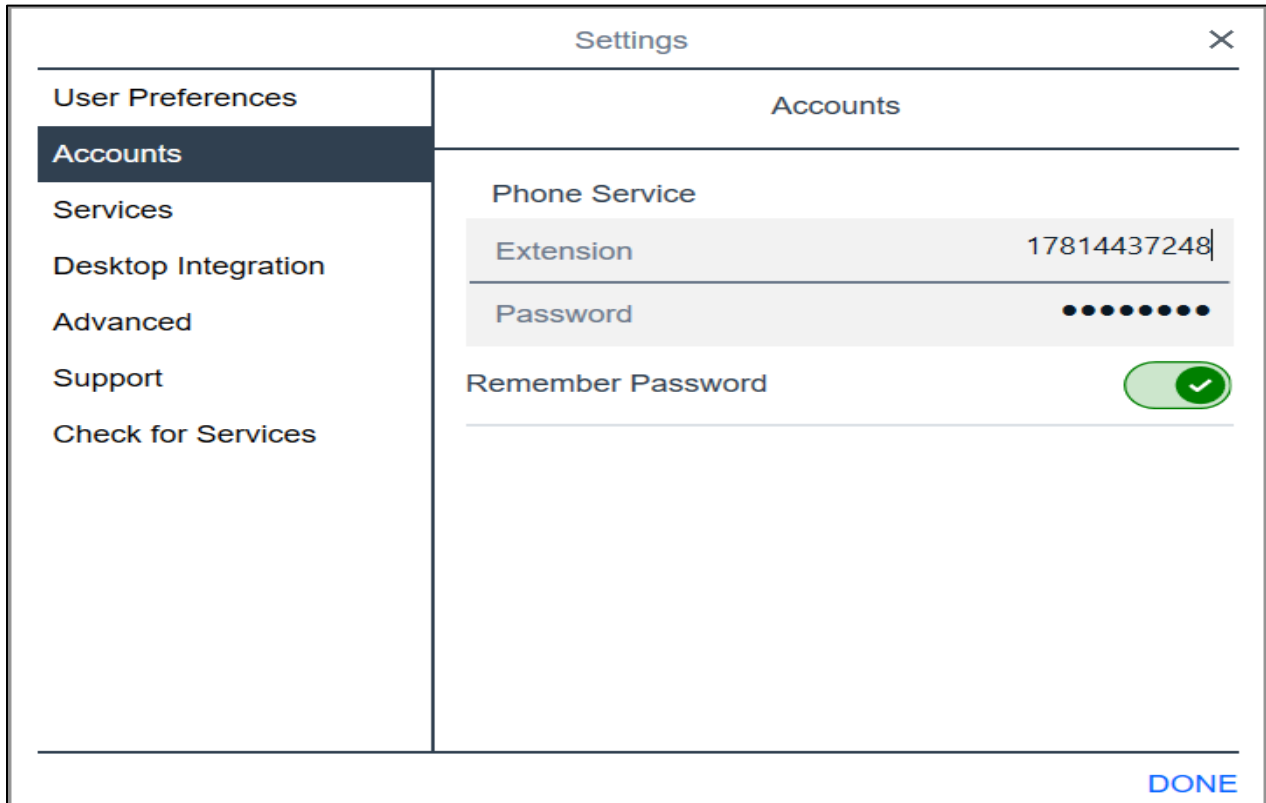 Settings
User Preferences
Accounts
Services
Desktop Integration
Advanced
Support
Check for Services
Accounts
Phone Service
Extension 17814437248
Password ••••••••
Remember Password
DONE